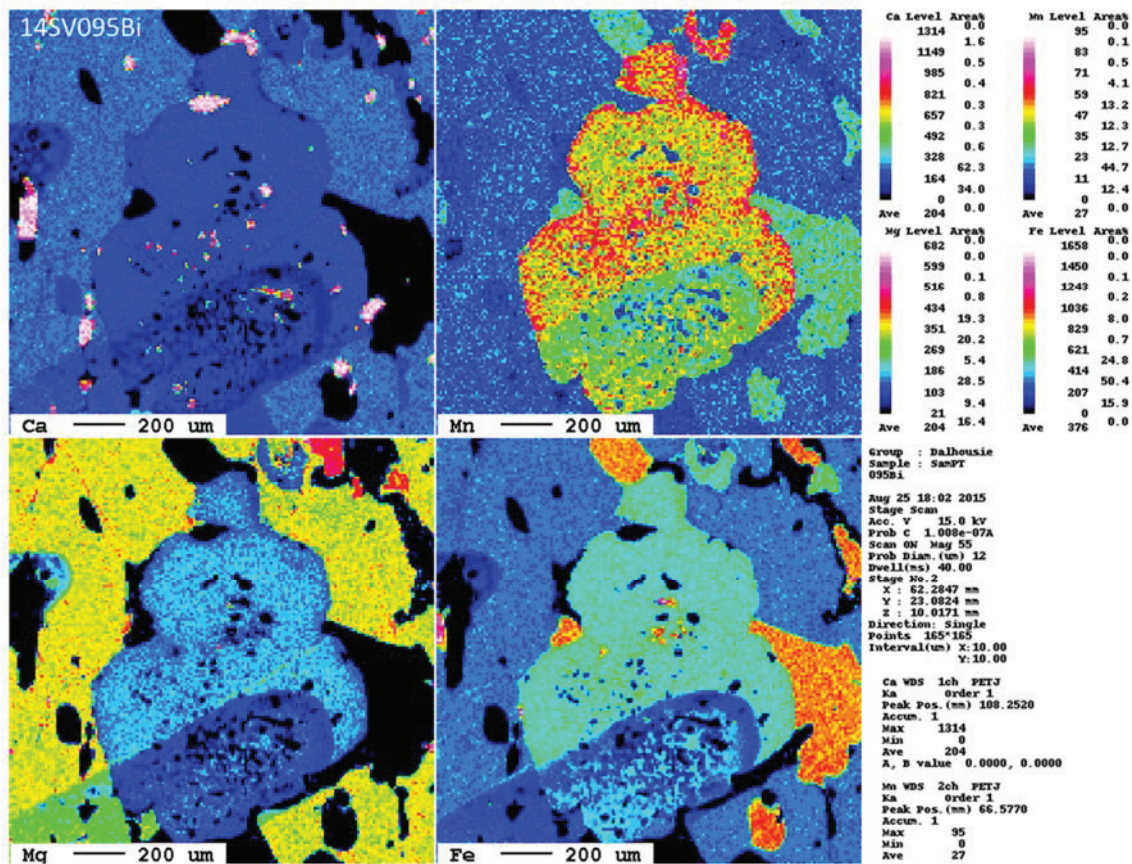 14SV095Bi
Ca 200 um
Mn 200 um
Mg 200 um
Fe 200 um
Ca Level Area%
0.0
1314
1.6
1149
0.5
985
0.4
821
0.3
657
0.3
492
0.6
328
62.3
164
34.0
0
0.0
Ave 204
Mn Level Area%
0.0
95
0.1
83
0.5
71
4.1
59
13.2
47
12.3
35
12.7
23
44.7
11
12.4
0
0.0
Ave 27
Mg Level Area%
0.0
682
0.0
599
0.1
516
0.8
434
19.3
351
20.2
269
5.4
186
28.5
103
9.4
21
16.4
Ave 204
Fe Level Area%
0.0
1658
0.0
1450
0.1
1243
0.2
1036
8.0
829
0.7
621
24.8
414
50.4
207
15.9
0
0.0
Ave 376
Group : Dalhousie
Sample : SamPT
095Bi
Aug 25 18:02 2015
Stage Scan
Acc. V 15.0 kV
Prob C 1.008e-07A
Scan ON Mag 55
Prob Diam.(um) 12
Dwell(ms) 40.00
Stage No.2
X : 62.2847 mm
Y : 23.0824 mm
Z : 10.0171 mm
Direction: Single
Points 165*165
Interval(um) X:10.00
Y:10.00
Ca WDS 1ch PETJ
Ka Order 1
Peak Pos.(mm) 108.2520
Accum. 1
Max 1314
Min 0
Ave 204
A, B value 0.0000, 0.0000
Mn WDS 2ch PETJ
Ka Order 1
Peak Pos.(mm) 66.5770
Accum. 1
Max 95
Min 0
Ave 27